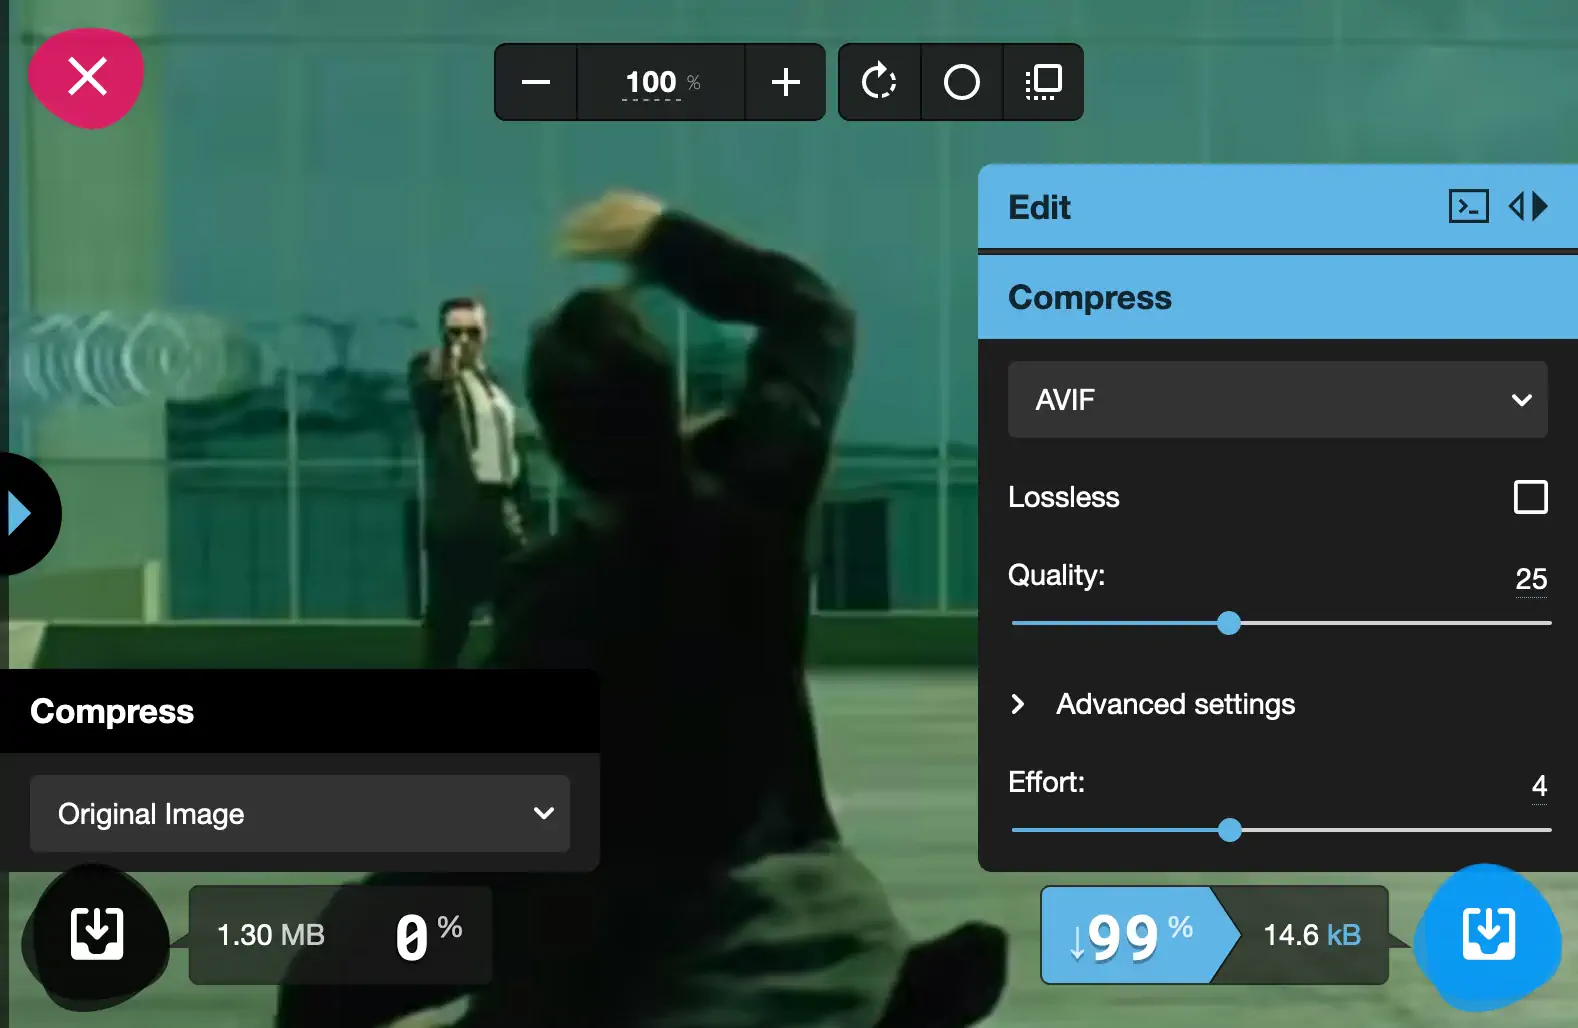 100 %
Edit
Compress
AVIF
Lossless
Quality:
25
Advanced settings
Effort:
4
Compress
Original Image
1.30 MB
0 %
↓99 %
14.6 kB